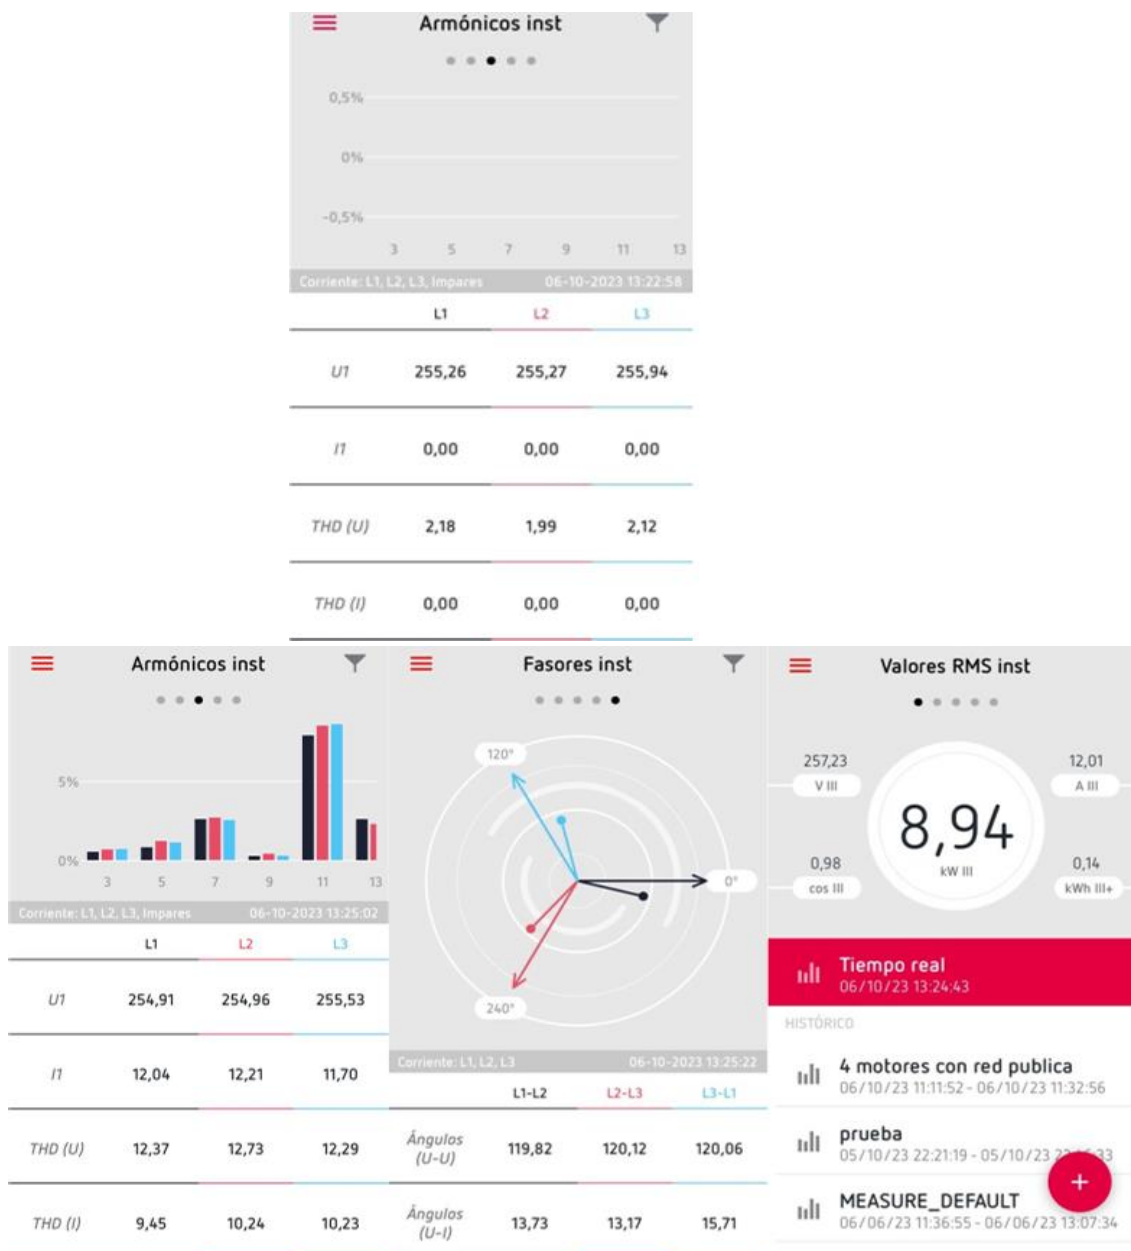 Armónicos inst
0,5%
0%
-0,5%
3 5 7 9 11 13
Corriente: L1, L2, L3, Impares 06-10-2023 13:22:58
L1 L2 L3
U1 255,26 255,27 255,94
I1 0,00 0,00 0,00
THD (U) 2,18 1,99 2,12
THD (I) 0,00 0,00 0,00
Armónicos inst
5%
0%
3 5 7 9 11 13
Corriente: L1, L2, L3, Impares 06-10-2023 13:25:02
L1 L2 L3
U1 254,91 254,96 255,53
I1 12,04 12,21 11,70
THD (U) 12,37 12,73 12,29
THD (I) 9,45 10,24 10,23
Fasores inst
120°
0°
240°
Corriente: L1, L2, L3 06-10-2023 13:25:22
L1-L2 L2-L3 L3-L1
Ángulos
(U-U) 119,82 120,12 120,06
Ángulos
(U-I) 13,73 13,17 15,71
Valores RMS inst
257,23
V III
12,01
A III
8,94
kW III
0,98
cos III
0,14
kWh III+
Tiempo real
06/10/23 13:24:43
HISTÓRICO
4 motores con red publica
06/10/23 11:11:52 - 06/10/23 11:32:56
prueba
05/10/23 22:21:19 - 05/10/23
+
MEASURE_DEFAULT
06/06/23 11:36:55 - 06/06/23 13:07:34